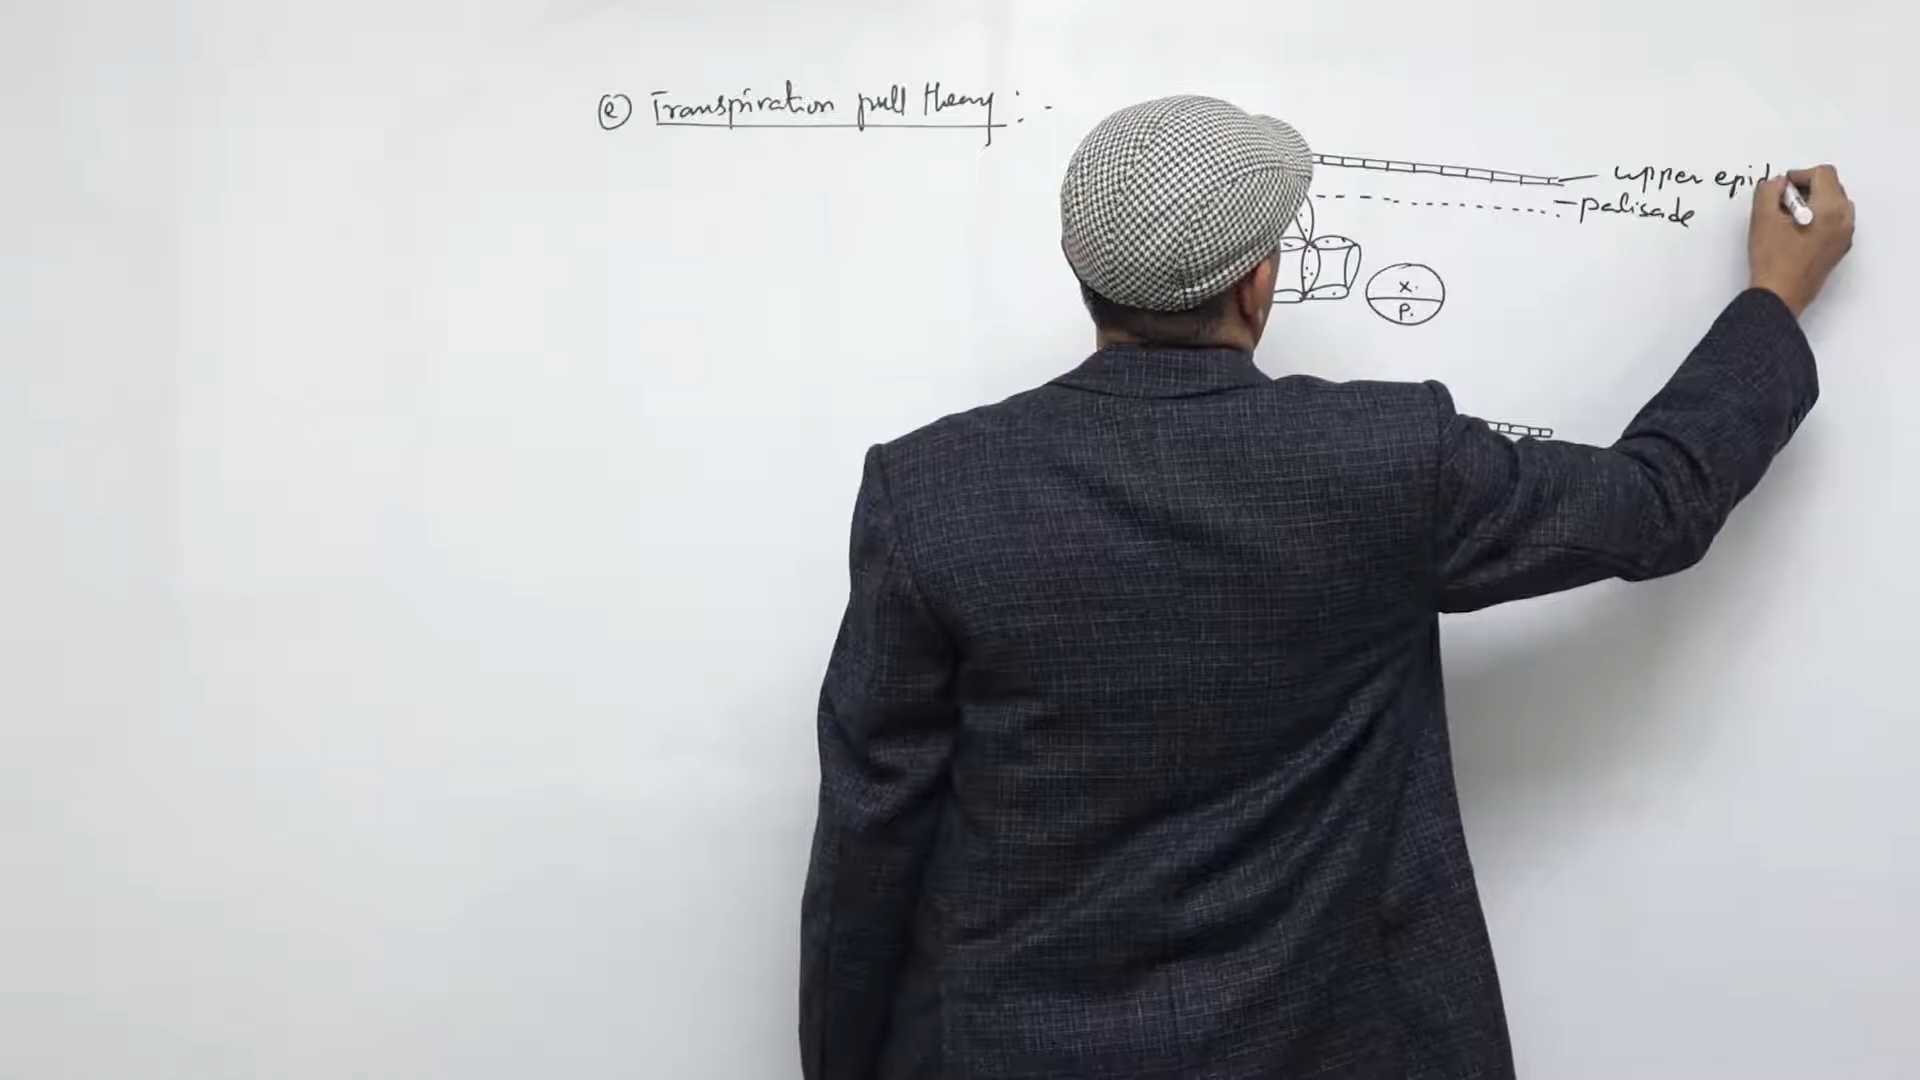 (e) Transpiration pull theory : -
upper epid
palisade
x.
p.